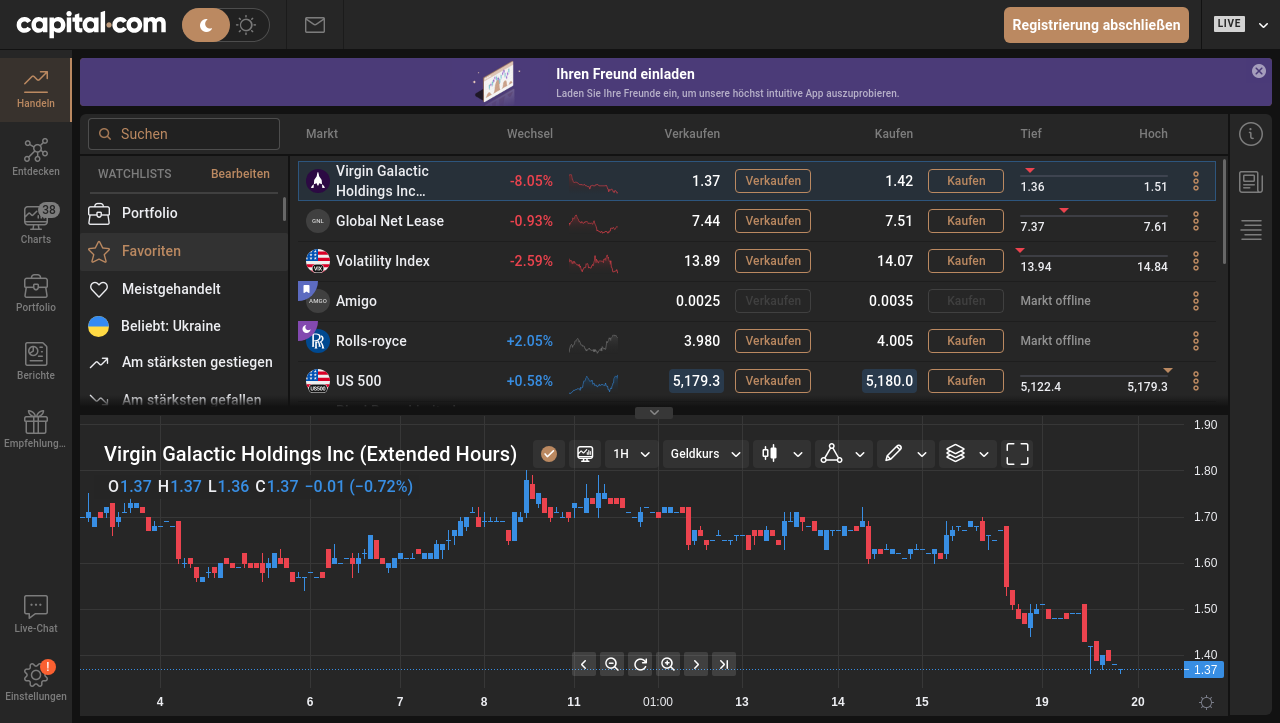 capital.com
Registrierung abschließen
LIVE
Handeln
Entdecken
38
Charts
Portfolio
Berichte
Empfehlung...
Live-Chat
!
Einstellungen
Ihren Freund einladen
Laden Sie Ihre Freunde ein, um unsere höchst intuitive App auszuprobieren.
Suchen
Markt Wechsel Verkaufen Kaufen Tief Hoch
WATCHLISTS Bearbeiten
Portfolio
Favoriten
Meistgehandelt
Beliebt: Ukraine
Am stärksten gestiegen
Am stärksten gefallen
Virgin Galactic
Holdings Inc…
-8.05% 1.37 Verkaufen 1.42 Kaufen 1.36 1.51
GNL Global Net Lease -0.93% 7.44 Verkaufen 7.51 Kaufen 7.37 7.61
VIX Volatility Index -2.59% 13.89 Verkaufen 14.07 Kaufen 13.94 14.84
AMGO Amigo 0.0025 Verkaufen 0.0035 Kaufen Markt offline
Rolls-royce +2.05% 3.980 Verkaufen 4.005 Kaufen Markt offline
US500 US 500 +0.58% 5,179.3 Verkaufen 5,180.0 Kaufen 5,122.4 5,179.3
Virgin Galactic Holdings Inc (Extended Hours) 1H Geldkurs
O1.37 H1.37 L1.36 C1.37 −0.01 (−0.72%)
1.90
1.80
1.70
1.60
1.50
1.40
1.37
4 6 7 8 11 01:00 13 14 15 19 20